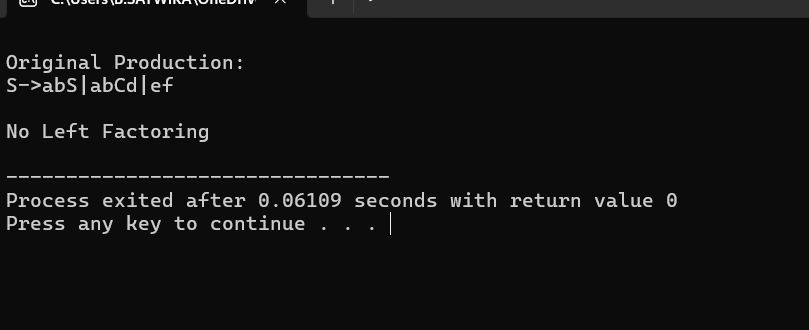 C:\Users\B.SATWIKA\OneDriv
Original Production:
S->abS|abCd|ef
No Left Factoring
--------------------------------
Process exited after 0.06109 seconds with return value 0
Press any key to continue . . .